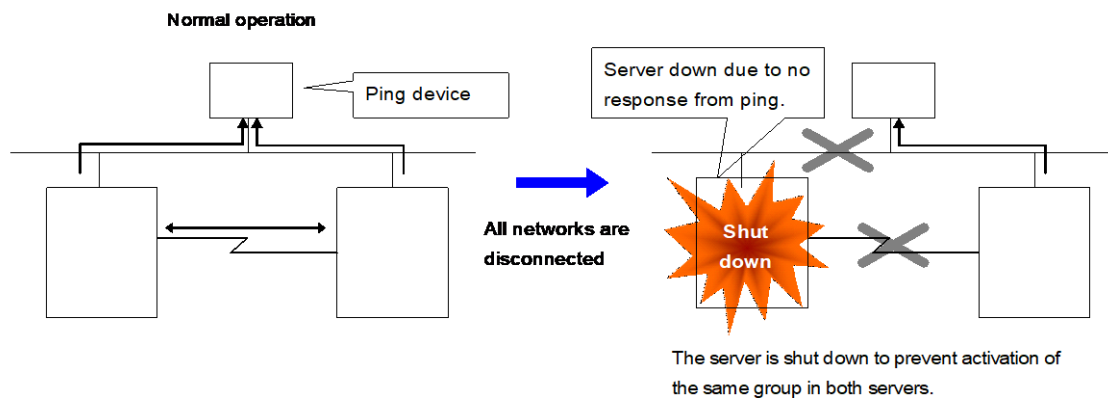 Normal operation
Ping device
All networks are
disconnected
Server down due to no
response from ping.
Shut
down
The server is shut down to prevent activation of
the same group in both servers.